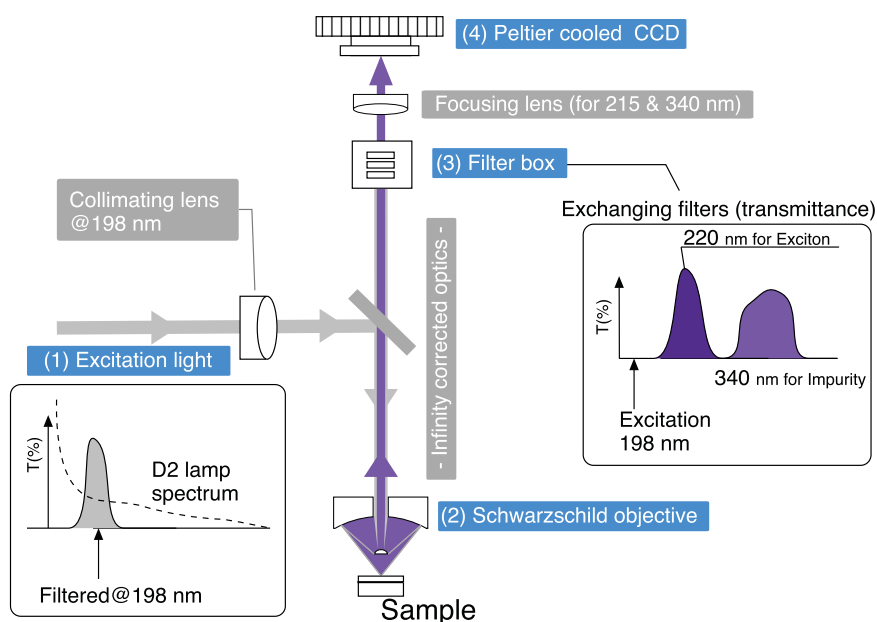 (4) Peltier cooled CCD
Focusing lens (for 215 & 340 nm)
(3) Filter box
Collimating lens
@198 nm
Exchanging filters (transmittance)
220 nm for Exciton
T(%)
340 nm for Impurity
Excitation
198 nm
- Infinity corrected optics -
(1) Excitation light
T(%)
D2 lamp
spectrum
Filtered@198 nm
(2) Schwarzschild objective
Sample